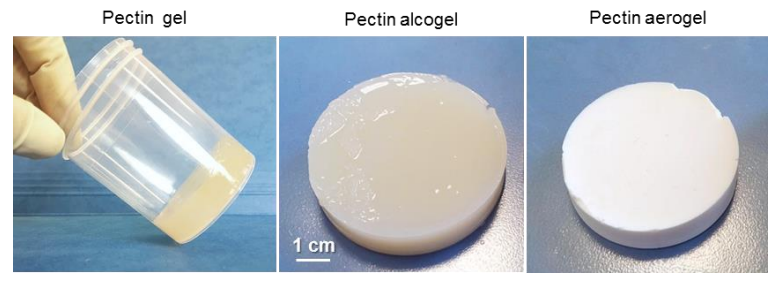 Pectin gel
Pectin alcogel
Pectin aerogel
1 cm